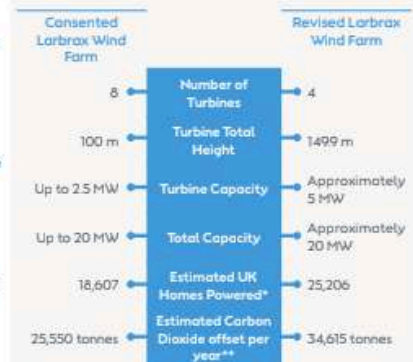 Consented
Larbrax Wind
Farm
Revised Larbrax
Wind Farm
8
Number of
Turbines
4
100 m
Turbine Total
Height
149.9 m
Up to 2.5 MW
Turbine Capacity
Approximately
5 MW
Up to 20 MW
Total Capacity
Approximately
20 MW
18,607
Estimated UK
Homes Powered*
25,206
25,550 tonnes
Estimated Carbon
Dioxide offset per
year**
34,615 tonnes